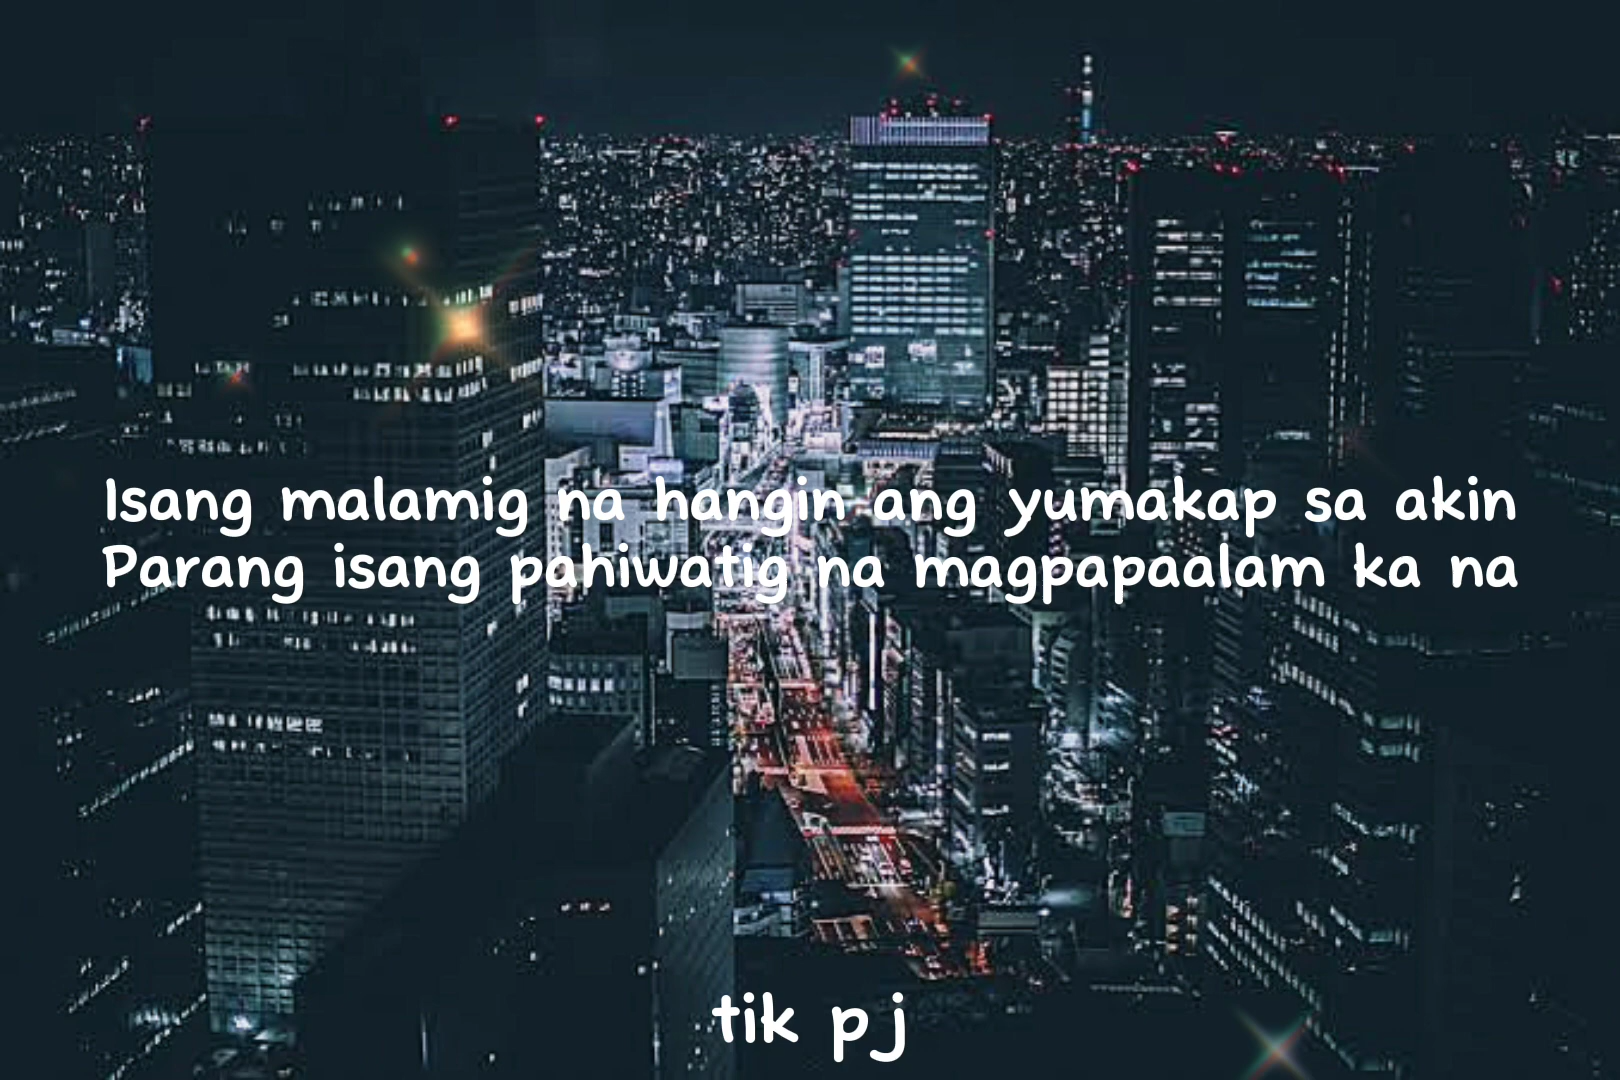 Isang malamig na hangin ang yumakap sa akin
Parang isang pahiwatig na magpapaalam ka na
tik pj